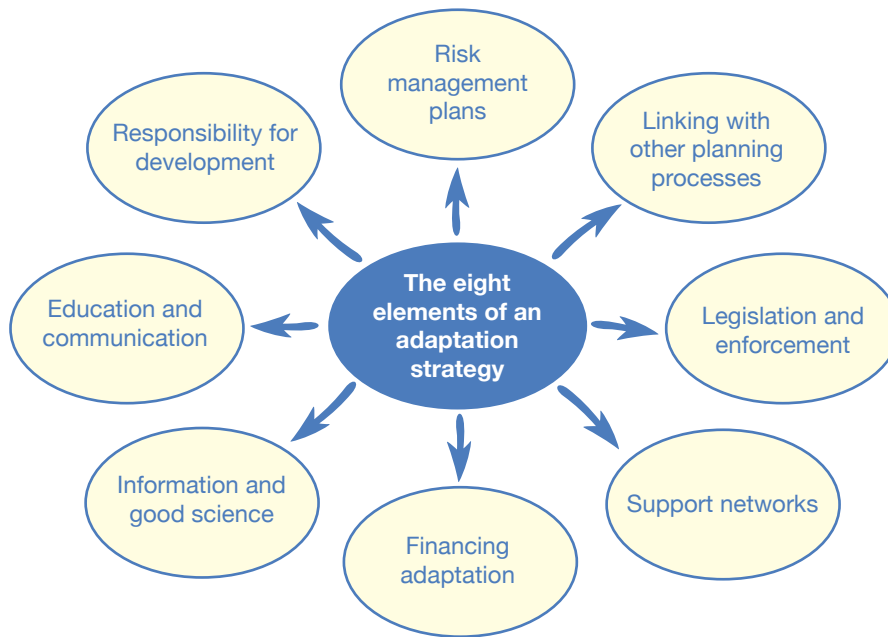 Risk
management
plans
Linking with
other planning
processes
Legislation and
enforcement
Support networks
Financing
adaptation
Information and
good science
Education and
communication
Responsibility for
development
The eight
elements of an
adaptation
strategy